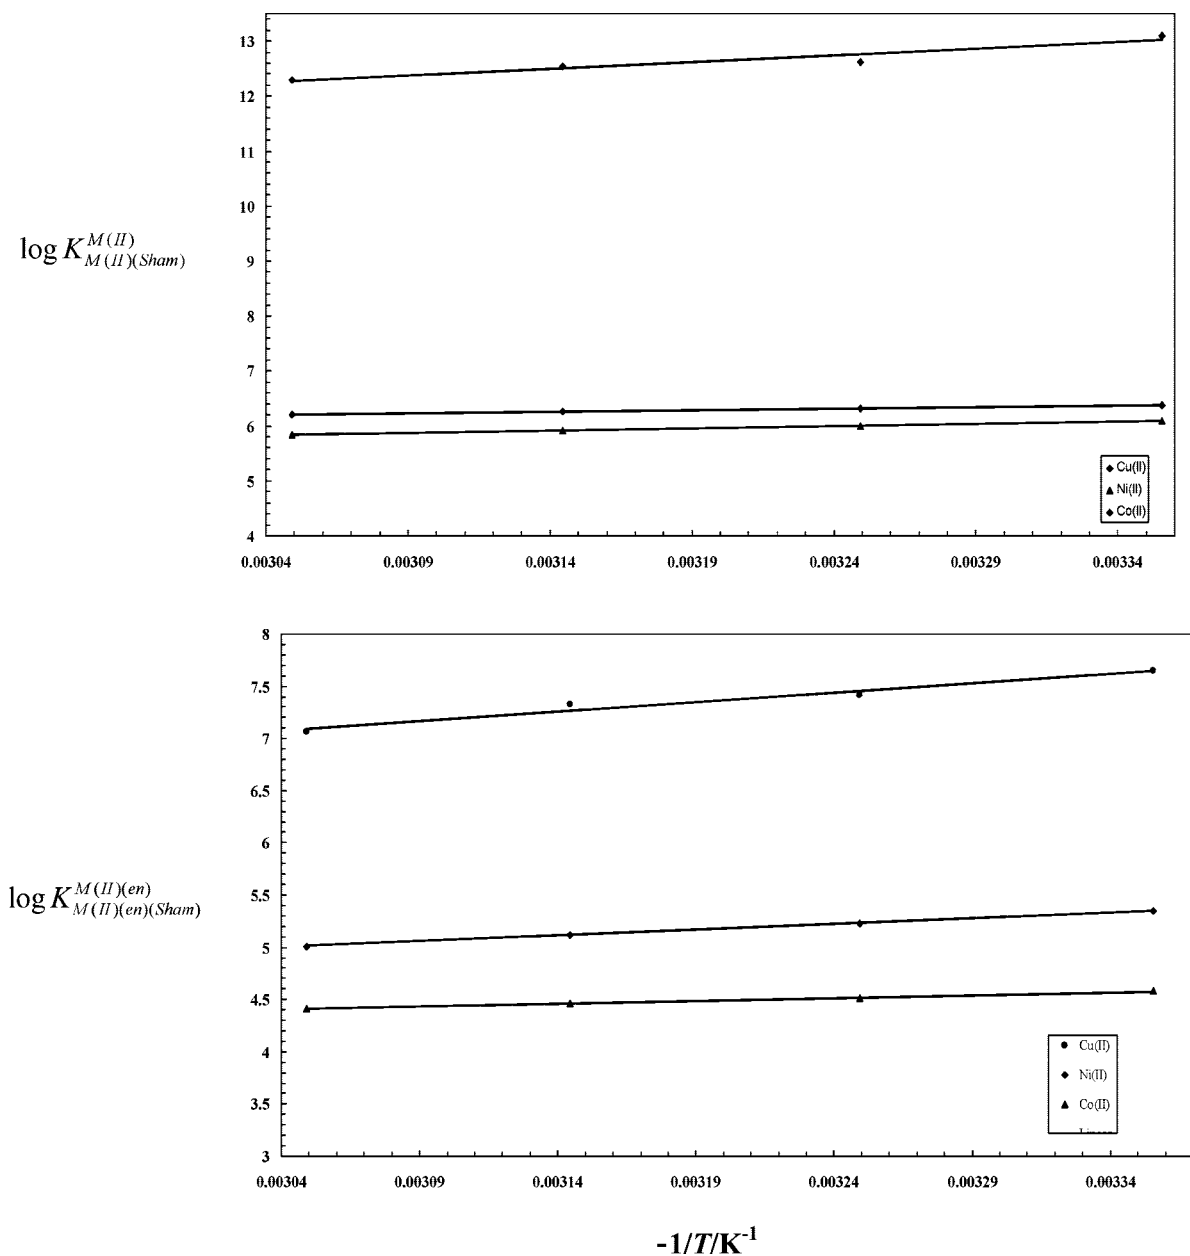 13
12
11
10
9
8
7
6
5
4
log K M(II) M(II)(Sham)
Cu(II)
Ni(II)
Co(II)
0.00304 0.00309 0.00314 0.00319 0.00324 0.00329 0.00334
8
7.5
7
6.5
6
5.5
5
4.5
4
3.5
3
log K M(II)(en) M(II)(en)(Sham)
Cu(II)
Ni(II)
Co(II)
0.00304 0.00309 0.00314 0.00319 0.00324 0.00329 0.00334
-1/T/K-1